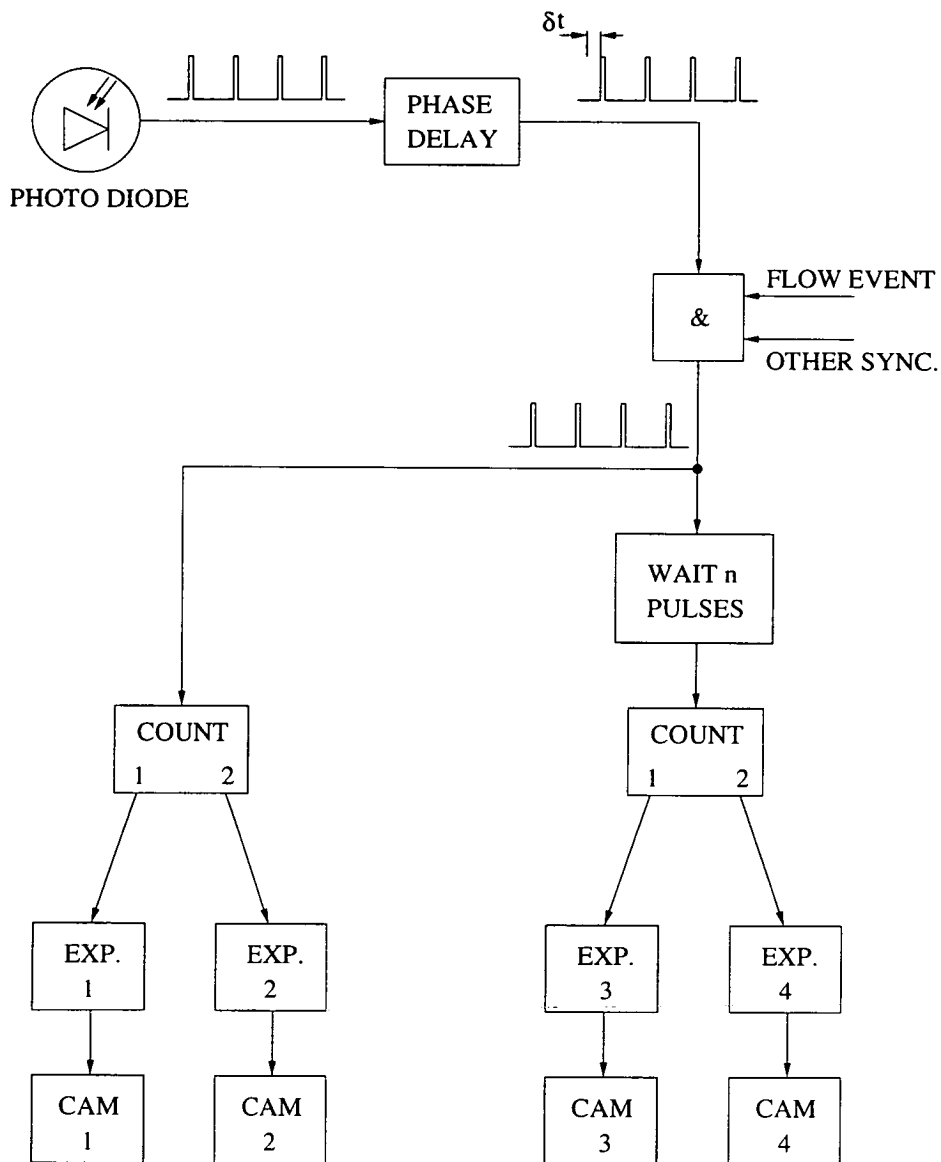 δt
PHASE
DELAY
PHOTO DIODE
FLOW EVENT
&
OTHER SYNC.
WAIT n
PULSES
COUNT
1 2
COUNT
1 2
EXP.
1
EXP.
2
EXP.
3
EXP.
4
CAM
1
CAM
2
CAM
3
CAM
4